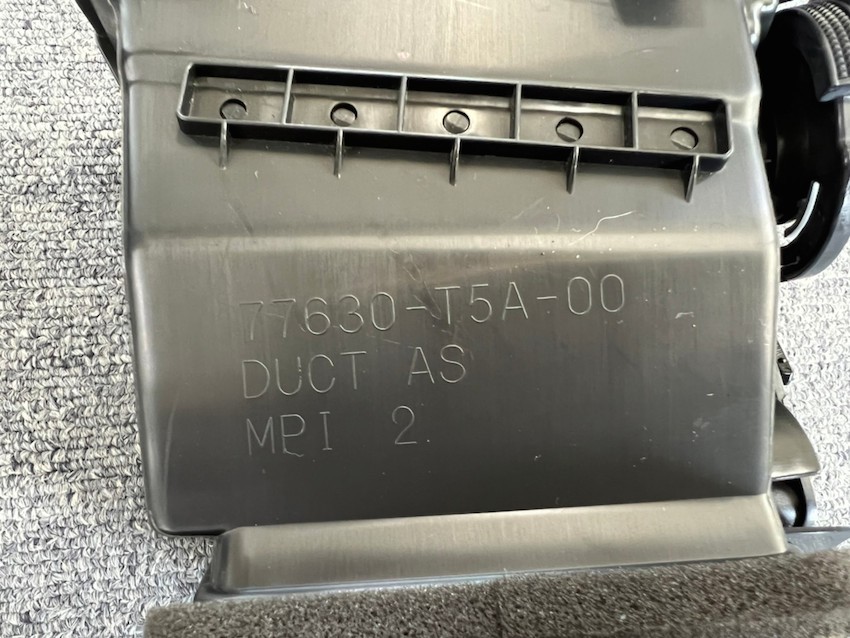 77630-T5A-00
DUCT AS
MPI 2